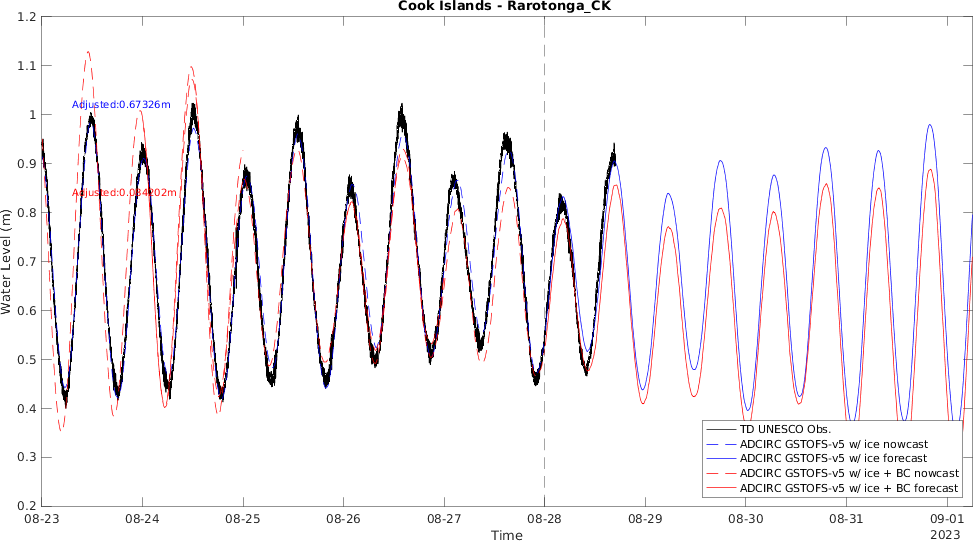 Cook Islands - Rarotonga_CK
1.2
1.1
1
0.9
0.8
0.7
0.6
0.5
0.4
0.3
0.2
Water Level (m)
Adjusted:0.67326m
Adjusted:0.084202m
TD UNESCO Obs.
ADCIRC GSTOFS-v5 w/ ice nowcast
ADCIRC GSTOFS-v5 w/ ice forecast
ADCIRC GSTOFS-v5 w/ ice + BC nowcast
ADCIRC GSTOFS-v5 w/ ice + BC forecast
08-23 08-24 08-25 08-26 08-27 08-28 08-29 08-30 08-31 09-01
Time
2023